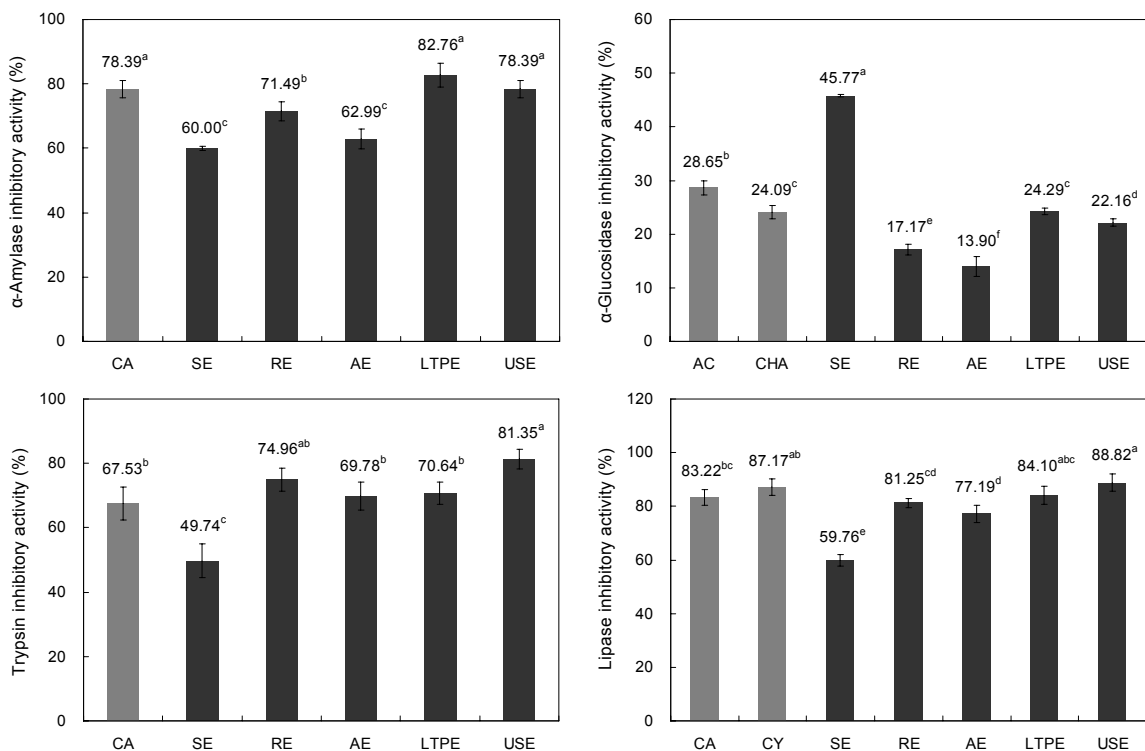 α-Amylase inhibitory activity (%)
100
80
60
40
20
0
78.39ᵃ
60.00ᶜ
71.49ᵇ
62.99ᶜ
82.76ᵃ
78.39ᵃ
CA SE RE AE LTPE USE
α-Glucosidase inhibitory activity (%)
60
50
40
30
20
10
0
28.65ᵇ
24.09ᶜ
45.77ᵃ
17.17ᵉ
13.90ᶠ
24.29ᶜ
22.16ᵈ
AC CHA SE RE AE LTPE USE
Trypsin inhibitory activity (%)
100
80
60
40
20
0
67.53ᵇ
49.74ᶜ
74.96ᵃᵇ
69.78ᵇ
70.64ᵇ
81.35ᵃ
CA SE RE AE LTPE USE
Lipase inhibitory activity (%)
120
100
80
60
40
20
0
83.22ᵇᶜ
87.17ᵃᵇ
59.76ᵉ
81.25ᶜᵈ
77.19ᵈ
84.10ᵃᵇᶜ
88.82ᵃ
CA CY SE RE AE LTPE USE